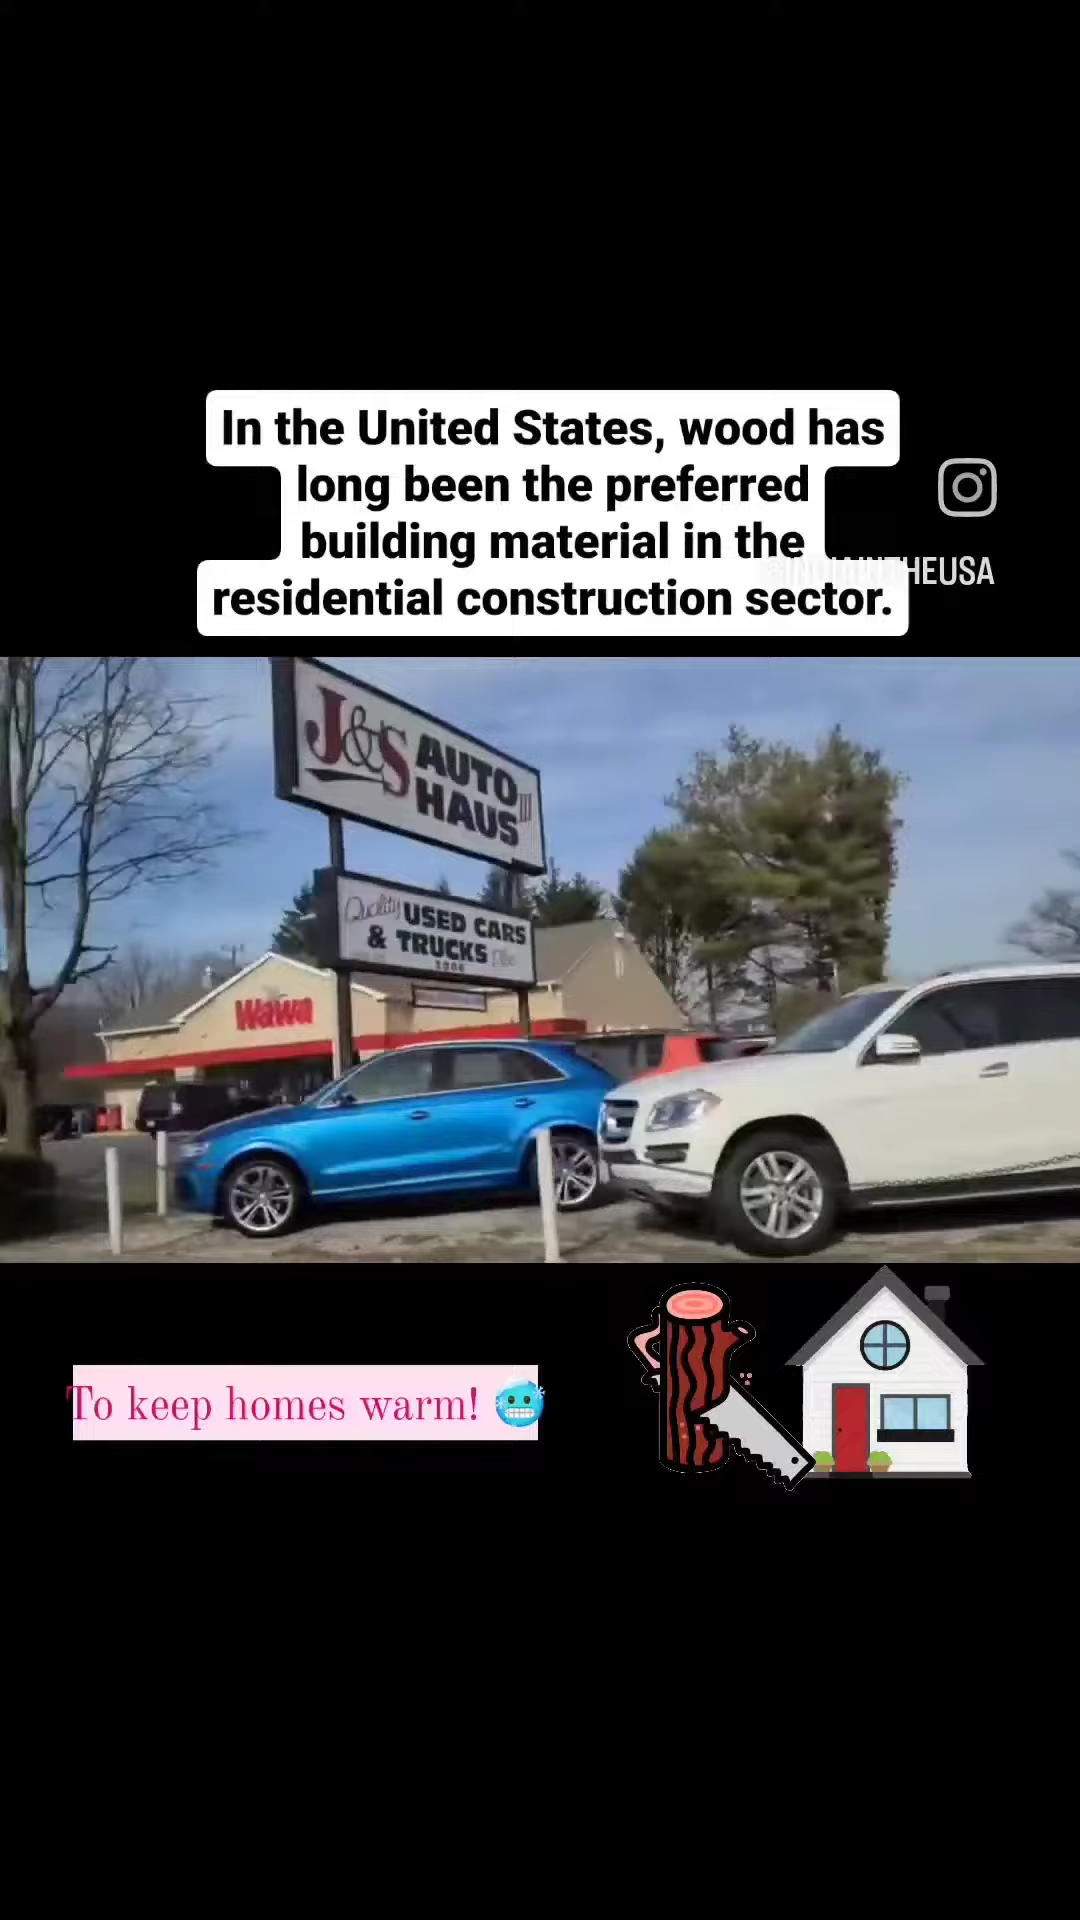 In the United States, wood has
long been the preferred
building material in the
residential construction sector.
J&S AUTO
HAUS III
Quality USED CARS
& TRUCKS
Wawa
To keep homes warm! 🥶